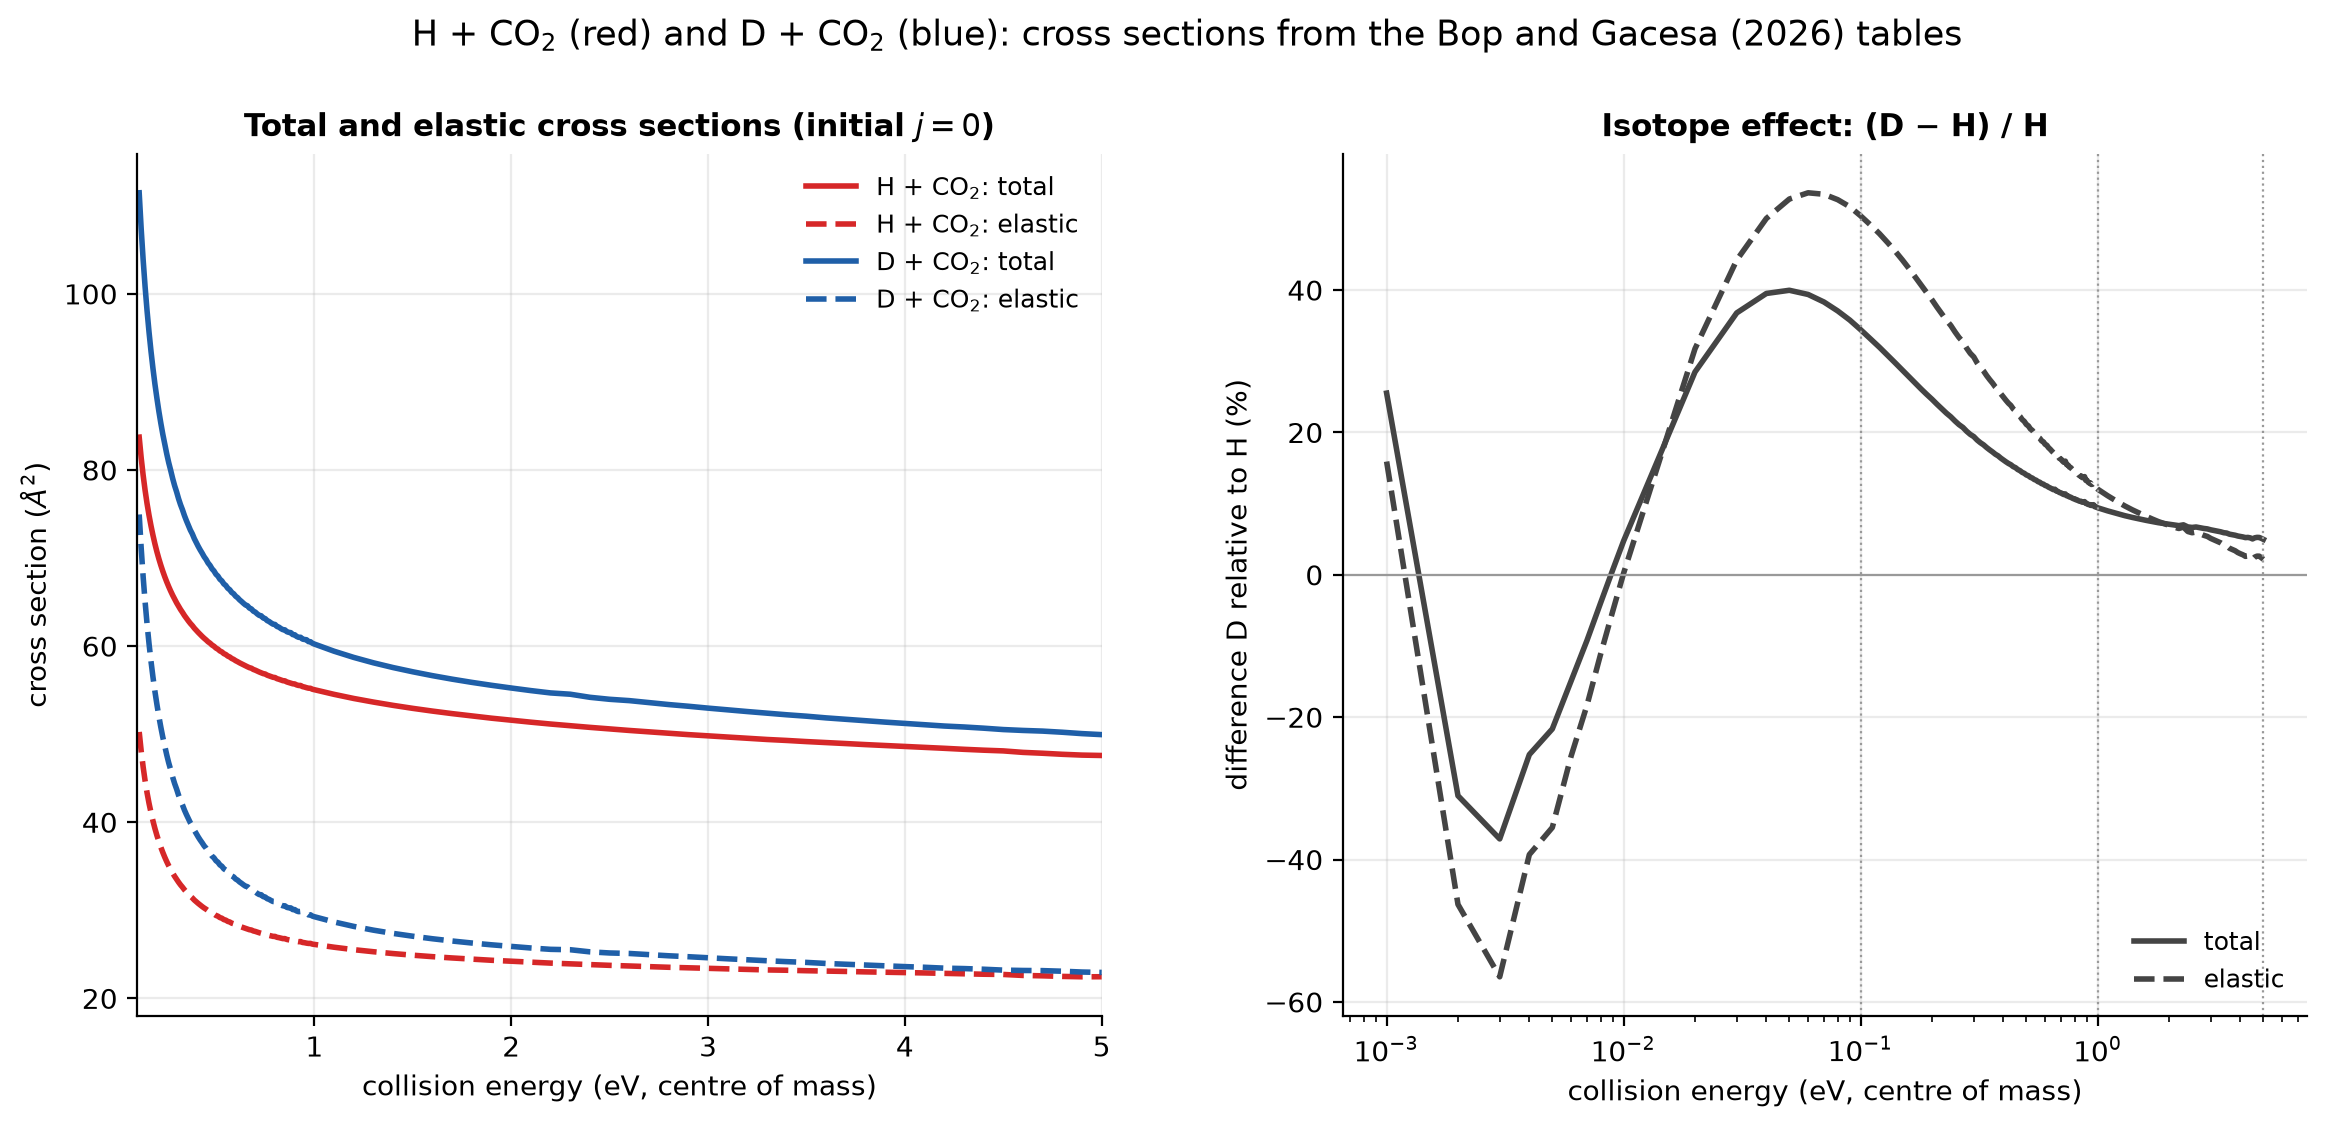 H + CO₂ (red) and D + CO₂ (blue): cross sections from the Bop and Gacesa (2026) tables
Total and elastic cross sections (initial j = 0)
cross section (Å²)
100
80
60
40
20
H + CO₂: total
H + CO₂: elastic
D + CO₂: total
D + CO₂: elastic
1 2 3 4 5
collision energy (eV, centre of mass)
Isotope effect: (D − H) / H
difference D relative to H (%)
40
20
0
−20
−40
−60
total
elastic
10⁻³ 10⁻² 10⁻¹ 10⁰
collision energy (eV, centre of mass)